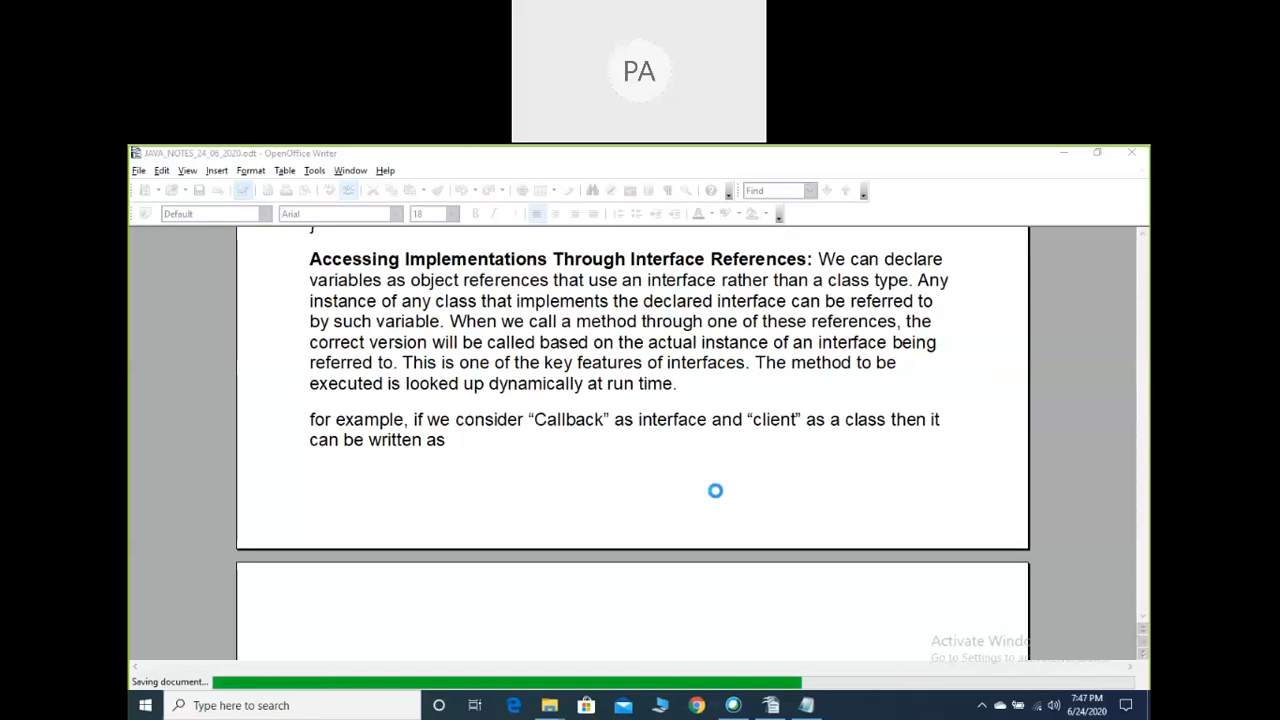 PA
JAVA_NOTES_24_06_2020.odt - OpenOffice Writer
File Edit View Insert Format Table Tools Window Help
Find
Default Arial 18
}
Accessing Implementations Through Interface References: We can declare
variables as object references that use an interface rather than a class type. Any
instance of any class that implements the declared interface can be referred to
by such variable. When we call a method through one of these references, the
correct version will be called based on the actual instance of an interface being
referred to. This is one of the key features of interfaces. The method to be
executed is looked up dynamically at run time.
for example, if we consider “Callback” as interface and “client” as a class then it
can be written as
Activate Windo
Go to Settings to a
Saving document...
Type here to search
7:47 PM
6/24/2020